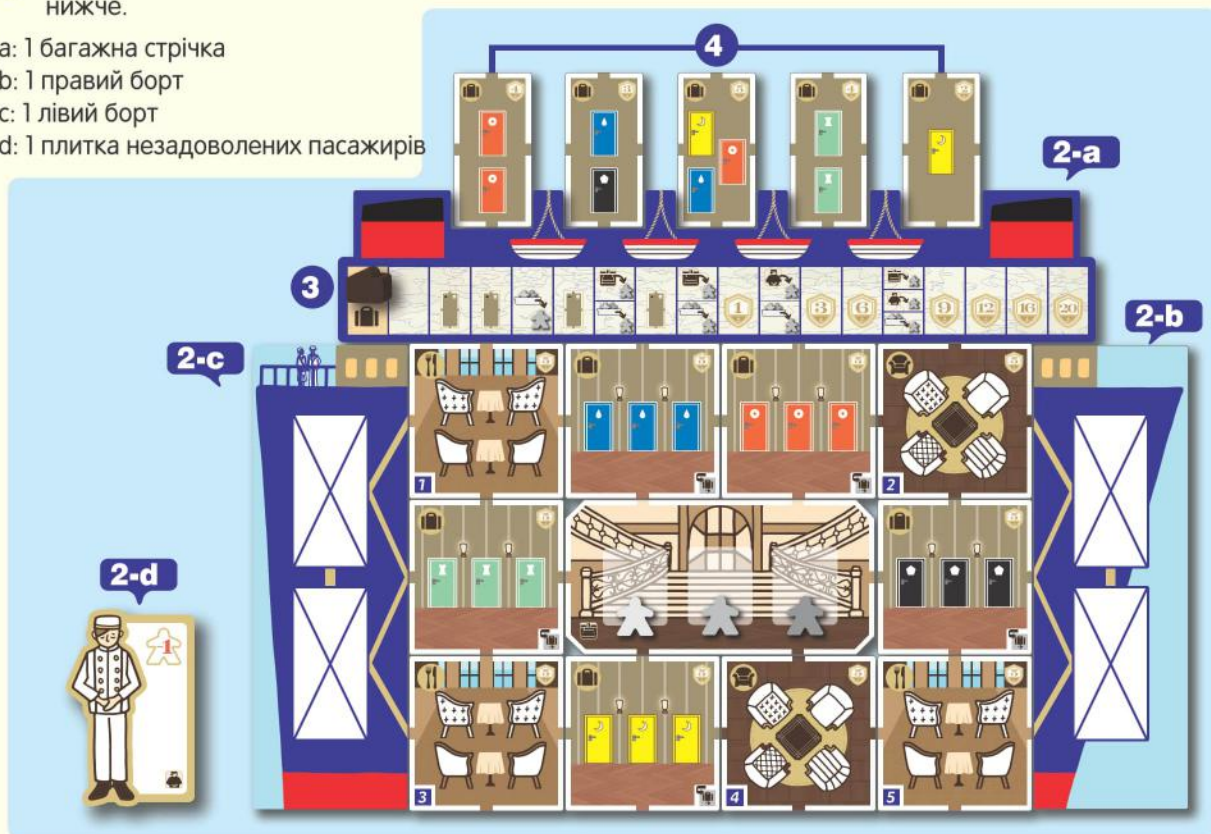 нижче.
a: 1 багажна стрічка
b: 1 правий борт
c: 1 лівий борт
d: 1 плитка незадоволених пасажирів
4
2-a
3
1 3 6 9 12 16 20
2-b
2-c
1
2
2-d
1
3
4
5